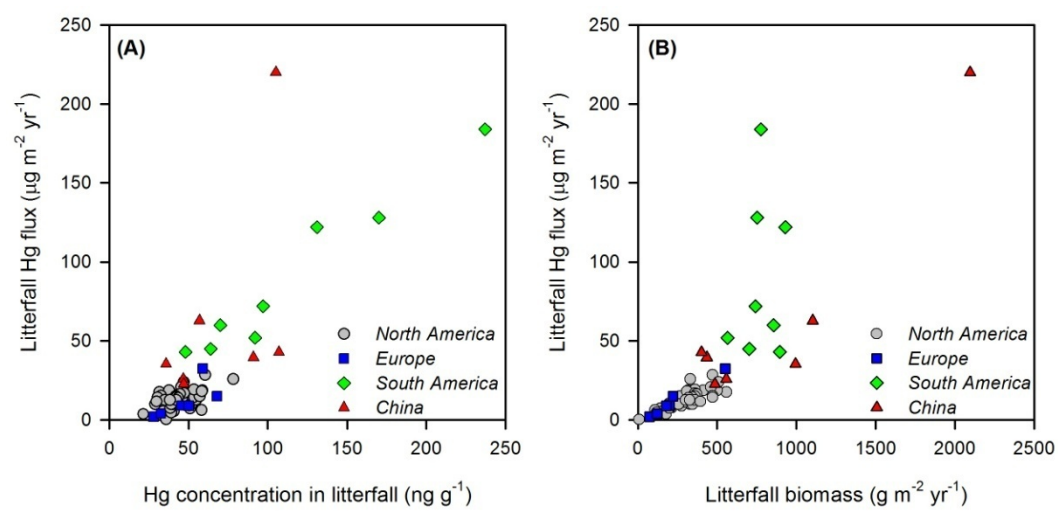 (A)
Litterfall Hg flux (μg m⁻² yr⁻¹)
250
200
150
100
50
0
North America
Europe
South America
China
0 50 100 150 200 250
Hg concentration in litterfall (ng g⁻¹)
(B)
Litterfall Hg flux (μg m⁻² yr⁻¹)
250
200
150
100
50
0
North America
Europe
South America
China
0 500 1000 1500 2000 2500
Litterfall biomass (g m⁻² yr⁻¹)